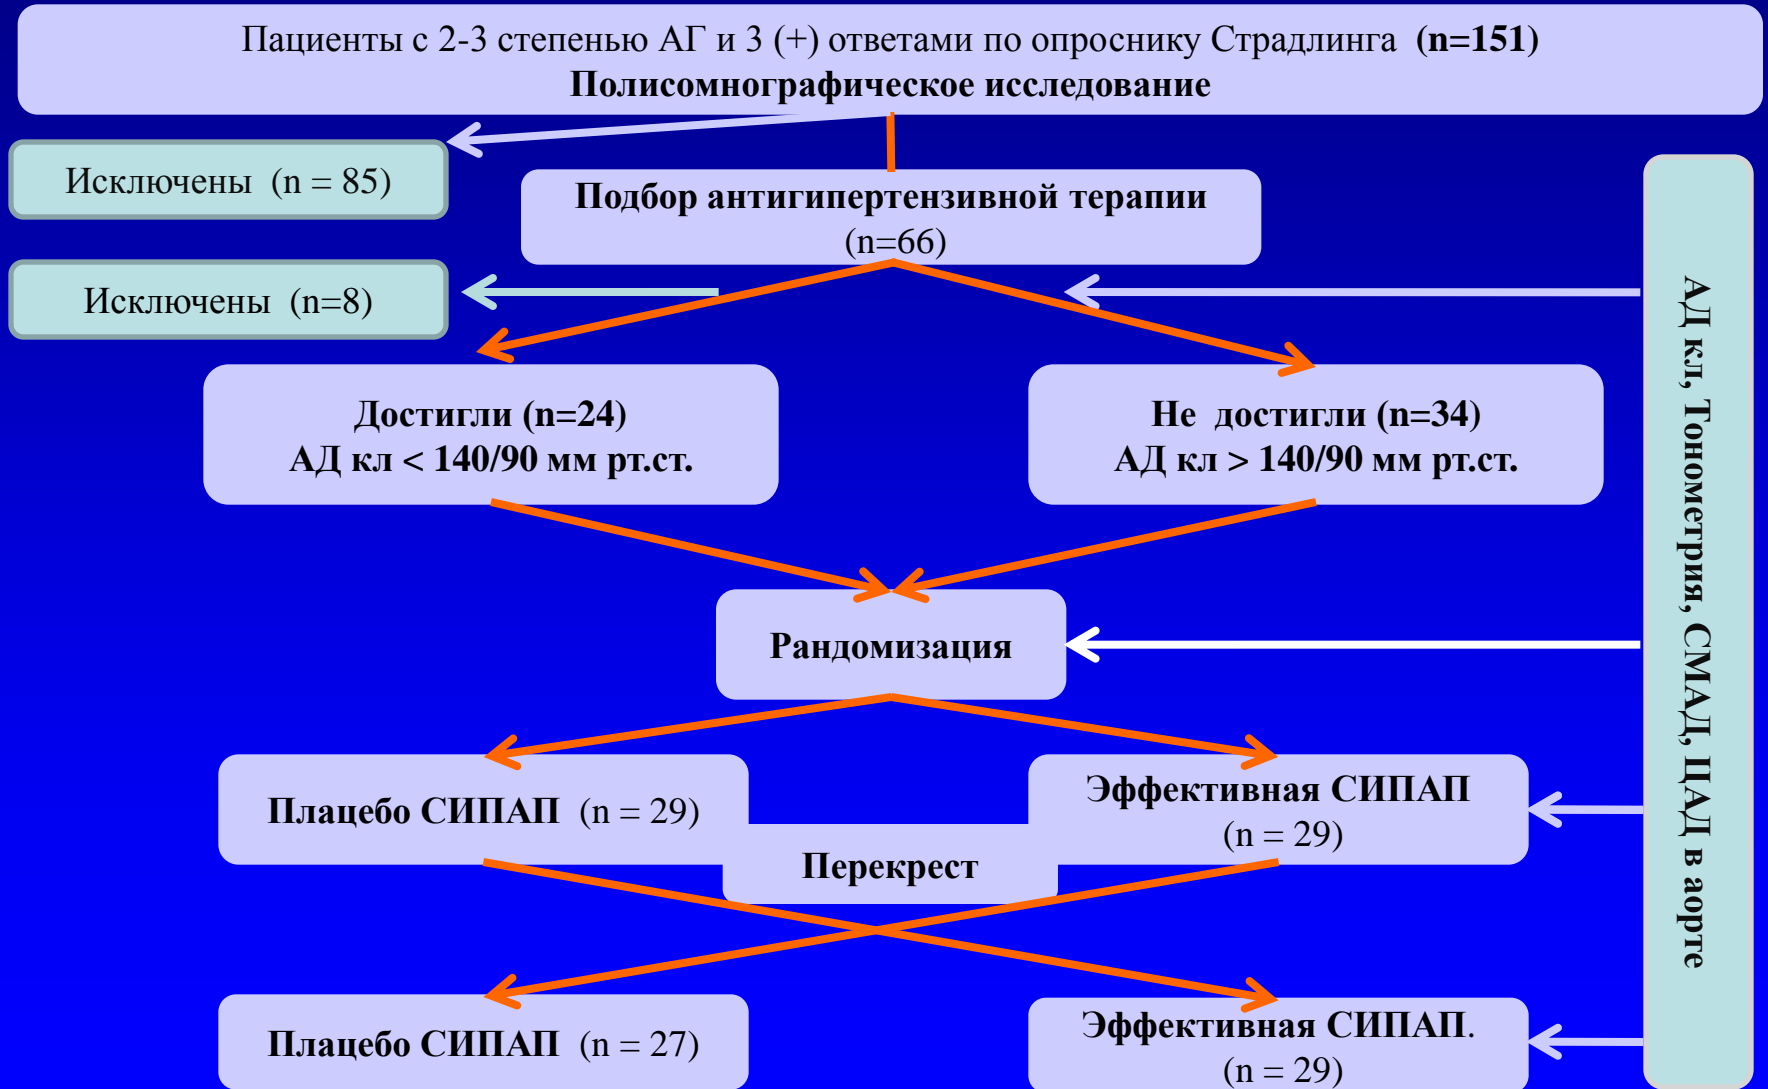 Пациенты с 2-3 степенью АГ и 3 (+) ответами по опроснику Страдлинга (n=151)
Полисомнографическое исследование
Исключены (n = 85)
Подбор антигипертензивной терапии
(n=66)
Исключены (n=8)
Достигли (n=24)
АД кл < 140/90 мм рт.ст.
Не достигли (n=34)
АД кл > 140/90 мм рт.ст.
Рандомизация
Плацебо СИПАП (n = 29)
Эффективная СИПАП
(n = 29)
Перекрест
Плацебо СИПАП (n = 27)
Эффективная СИПАП.
(n = 29)
АД кл, Тонометрия, СМАД, ЦАД в аорте